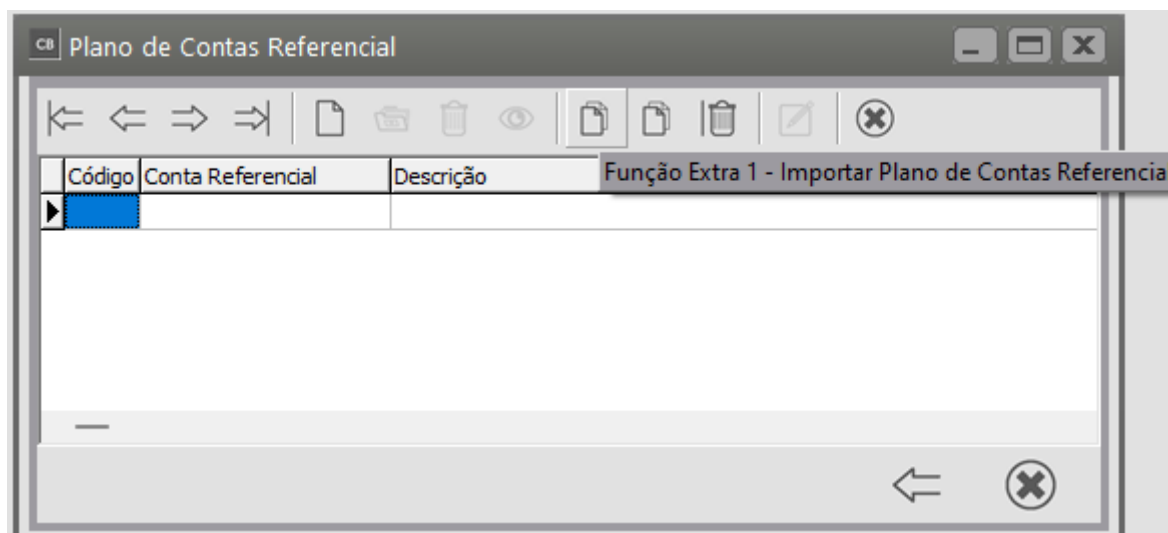 CB Plano de Contas Referencial
Código Conta Referencial Descrição
Função Extra 1 - Importar Plano de Contas Referencia